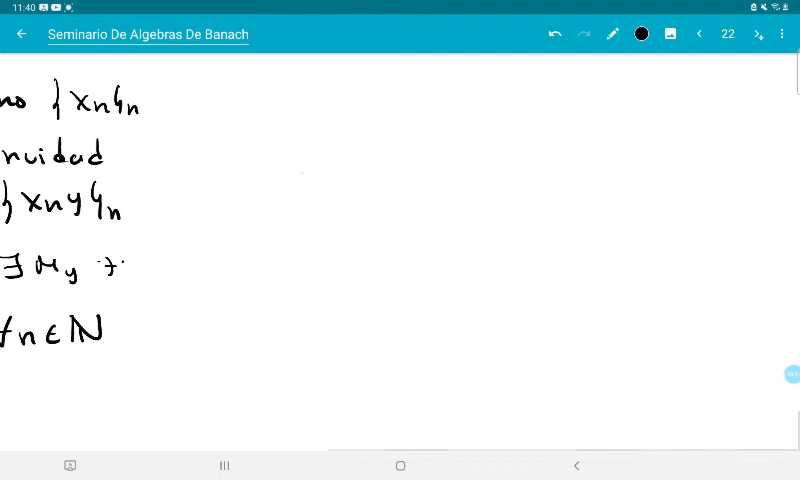 11:40
Seminario De Algebras De Banach
22
no {xn}n
nuidad
}xny}n
∃ My t.
∀n ∈ ℕ